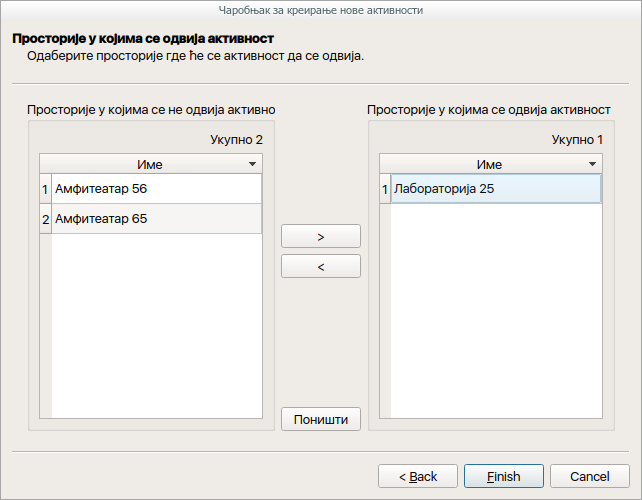 Чаробњак за креирање нове активности
Просторије у којима се одвија активност
Одаберите просторије где ће се активност да се одвија.
Просторије у којима се не одвија активно
Укупно 2
Име
1 Амфитеатар 56
2 Амфитеатар 65
>
<
Поништи
Просторије у којима се одвија активност
Укупно 1
Име
1 Лабораторија 25
< Back
Finish
Cancel